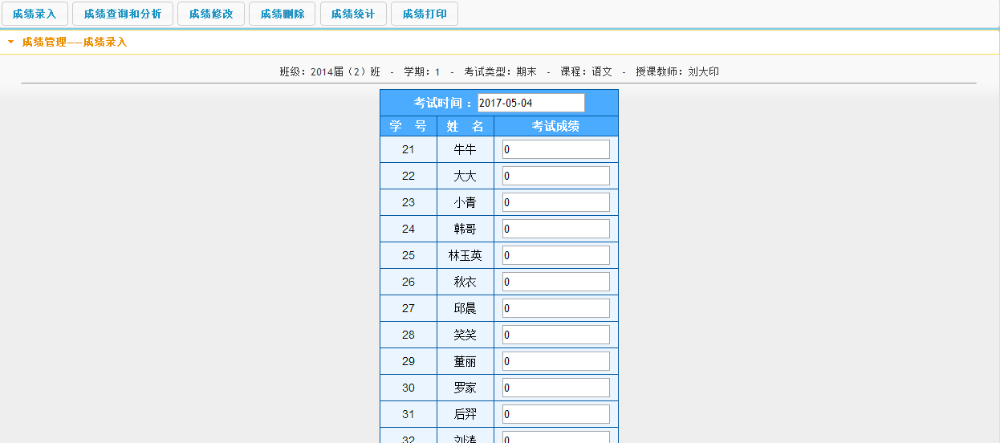 成绩录入 成绩查询和分析 成绩修改 成绩删除 成绩统计 成绩打印
成绩管理——成绩录入
班级：2014届（2）班 - 学期：1 - 考试类型：期末 - 课程：语文 - 授课教师：刘大印
考试时间 ：2017-05-04
学 号 姓 名 考试成绩
21 牛牛 0
22 大大 0
23 小青 0
24 韩哥 0
25 林玉英 0
26 秋衣 0
27 邱晨 0
28 笑笑 0
29 董丽 0
30 罗家 0
31 后羿 0
32 刘涛 0